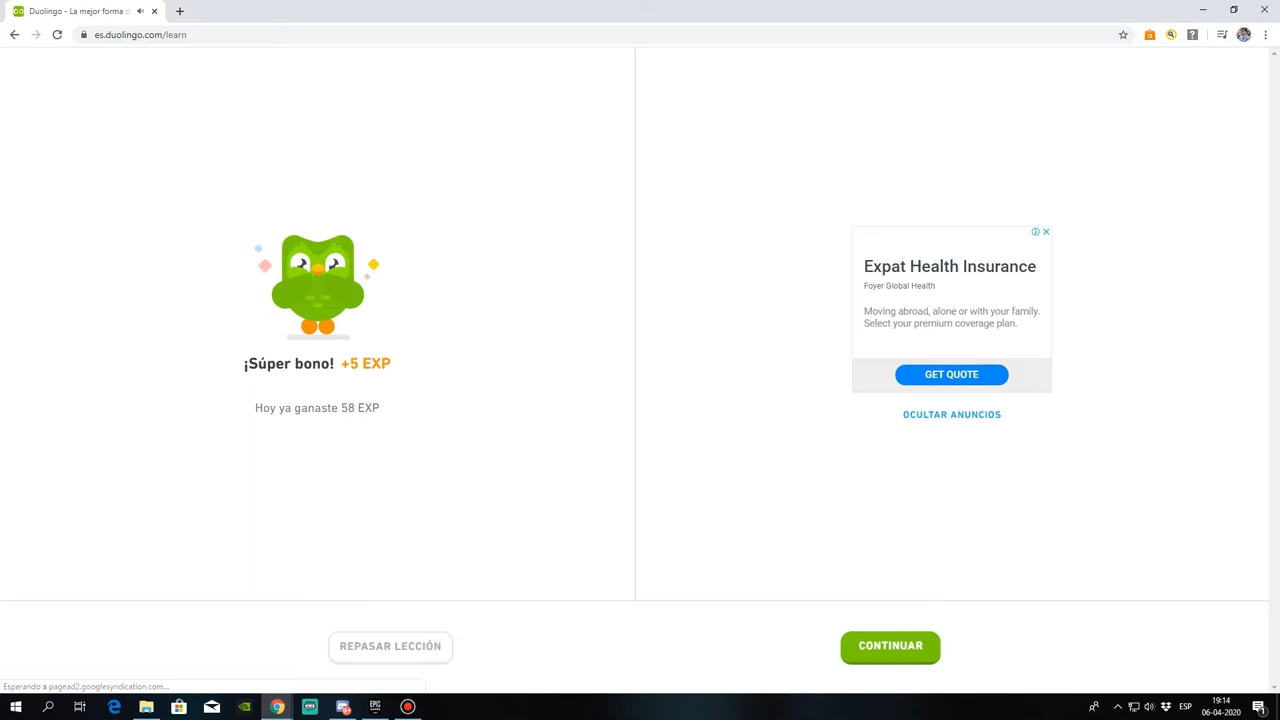 Duolingo - La mejor forma d
es.duolingo.com/learn
¡Súper bono! +5 EXP
Hoy ya ganaste 58 EXP
Expat Health Insurance
Foyer Global Health
Moving abroad, alone or with your family.
Select your premium coverage plan.
GET QUOTE
OCULTAR ANUNCIOS
REPASAR LECCIÓN
CONTINUAR
Esperando a pagead2.googlesyndication.com...
EPIC
ESP
19:14
06-04-2020
1